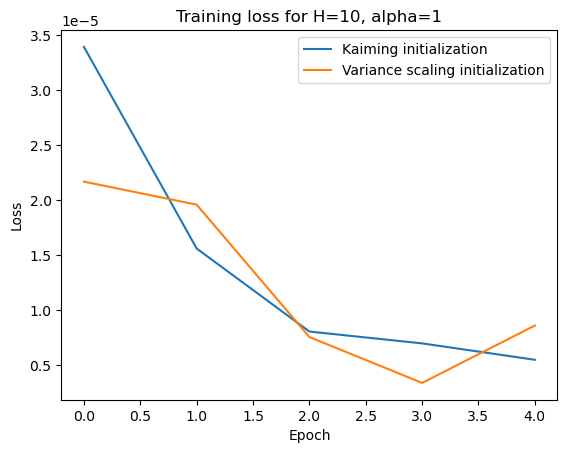 Training loss for H=10, alpha=1
1e−5
Kaiming initialization
Variance scaling initialization
3.5
3.0
2.5
2.0
1.5
1.0
0.5
Loss
0.0 0.5 1.0 1.5 2.0 2.5 3.0 3.5 4.0
Epoch